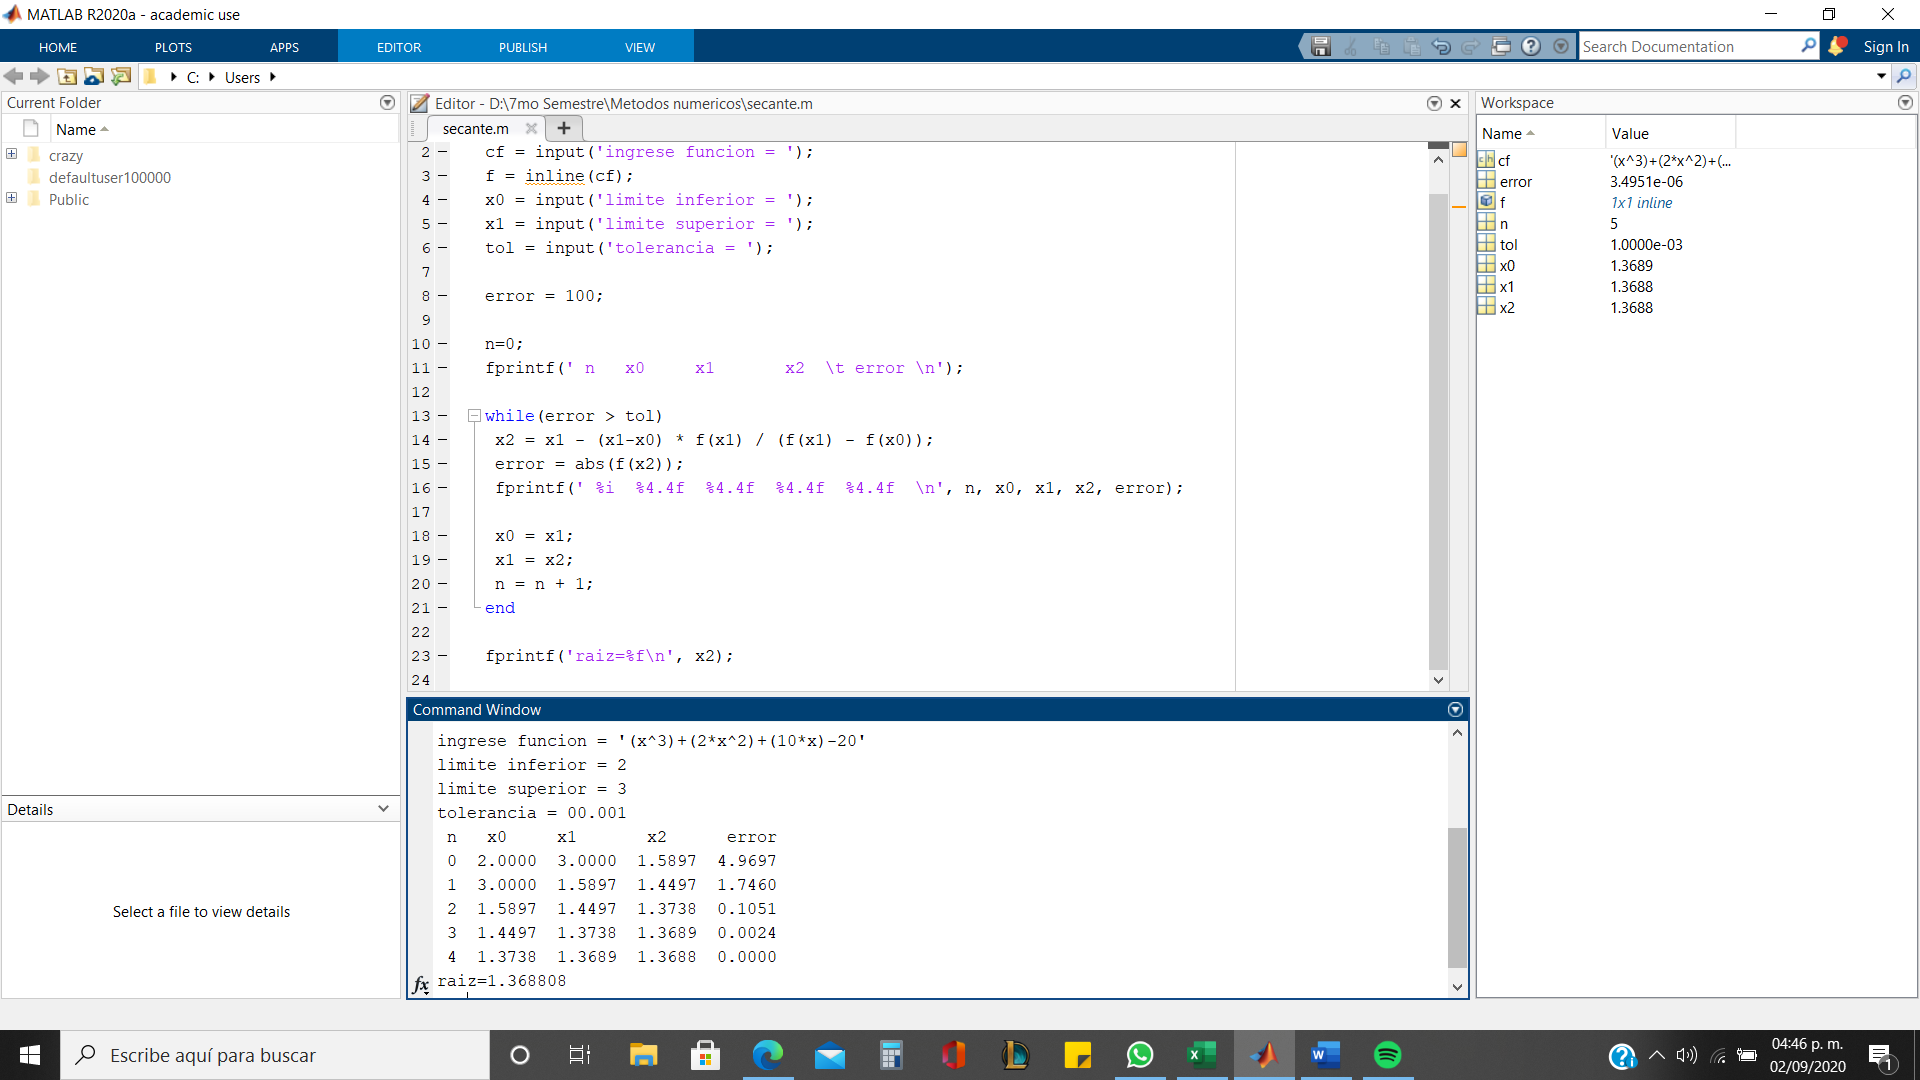 MATLAB R2020a - academic use
HOME PLOTS APPS EDITOR PUBLISH VIEW
Search Documentation
Sign In
C: Users
Current Folder
Name
crazy
defaultuser100000
Public
Details
Select a file to view details
Editor - D:\7mo Semestre\Metodos numericos\secante.m
secante.m
2 cf = input('ingrese funcion = ');
3 f = inline(cf);
4 x0 = input('limite inferior = ');
5 x1 = input('limite superior = ');
6 tol = input('tolerancia = ');
7
8 error = 100;
9
10 n=0;
11 fprintf(' n   x0     x1       x2  \t error \n');
12
13 while(error > tol)
14 x2 = x1 - (x1-x0) * f(x1) / (f(x1) - f(x0));
15 error = abs(f(x2));
16 fprintf(' %i  %4.4f  %4.4f  %4.4f  %4.4f  \n', n, x0, x1, x2, error);
17
18 x0 = x1;
19 x1 = x2;
20 n = n + 1;
21 end
22
23 fprintf('raiz=%f\n', x2);
24
Command Window
ingrese funcion = '(x^3)+(2*x^2)+(10*x)-20'
limite inferior = 2
limite superior = 3
tolerancia = 00.001
n x0 x1 x2 error
0 2.0000 3.0000 1.5897 4.9697
1 3.0000 1.5897 1.4497 1.7460
2 1.5897 1.4497 1.3738 0.1051
3 1.4497 1.3738 1.3689 0.0024
4 1.3738 1.3689 1.3688 0.0000
fx raiz=1.368808
Workspace
Name Value
cf '(x^3)+(2*x^2)+(...
error 3.4951e-06
f 1x1 inline
n 5
tol 1.0000e-03
x0 1.3689
x1 1.3688
x2 1.3688
Escribe aquí para buscar
04:46 p. m.
02/09/2020
1